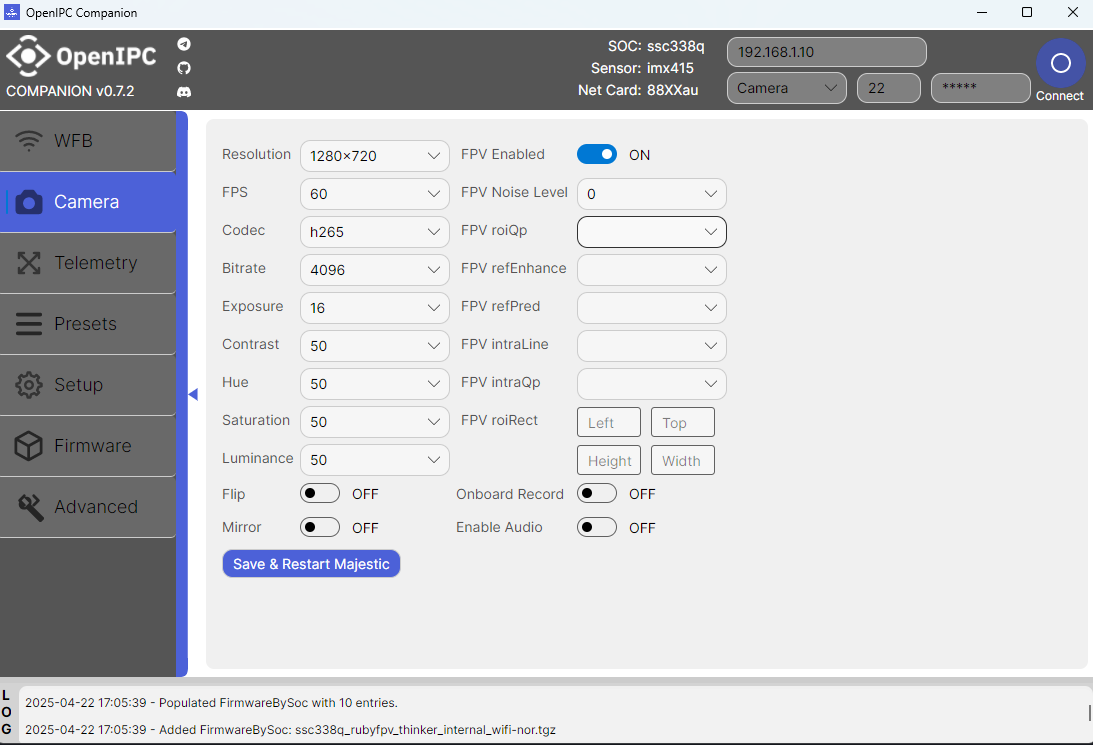 OpenIPC Companion
OpenIPC
COMPANION v0.7.2
SOC: ssc338q
Sensor: imx415
Net Card: 88XXau
192.168.1.10
Camera 22 *****
Connect
WFB
Camera
Telemetry
Presets
Setup
Firmware
Advanced
Resolution 1280×720 FPV Enabled ON
FPS 60 FPV Noise Level 0
Codec h265 FPV roiQp
Bitrate 4096 FPV refEnhance
Exposure 16 FPV refPred
Contrast 50 FPV intraLine
Hue 50 FPV intraQp
Saturation 50 FPV roiRect Left Top
Luminance 50 Height Width
Flip OFF Onboard Record OFF
Mirror OFF Enable Audio OFF
Save & Restart Majestic
LOG
2025-04-22 17:05:39 - Populated FirmwareBySoc with 10 entries.
2025-04-22 17:05:39 - Added FirmwareBySoc: ssc338q_rubyfpv_thinker_internal_wifi-nor.tgz